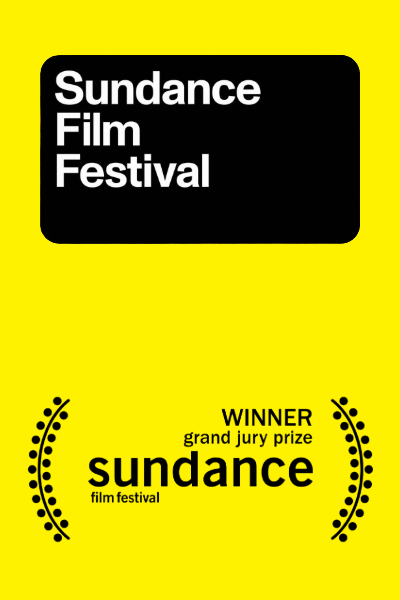 Sundance
Film
Festival
WINNER
grand jury prize
sundance
film festival